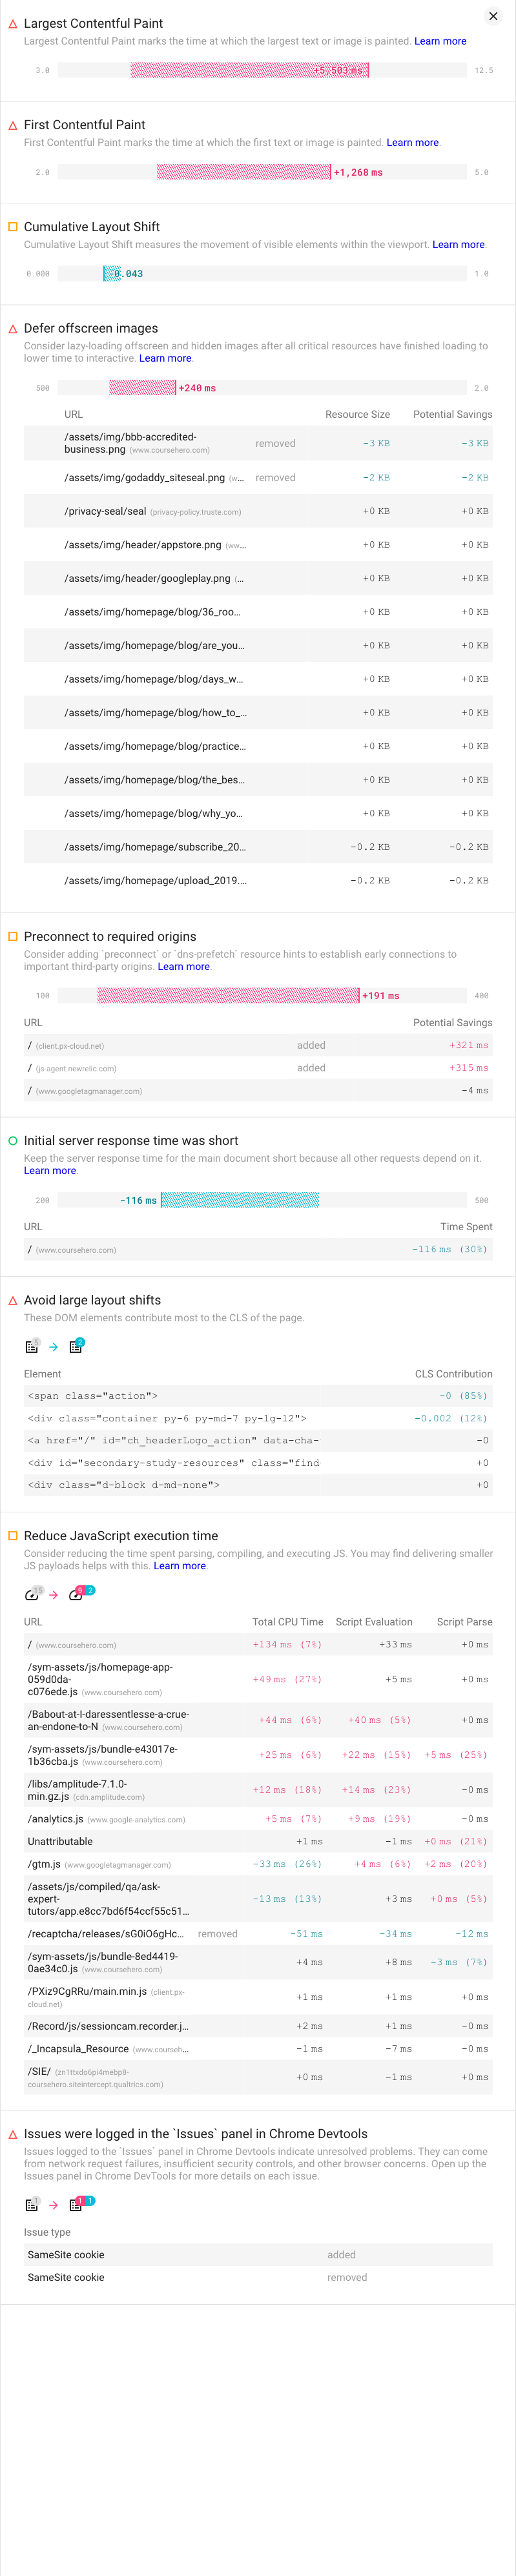 Largest Contentful Paint
Largest Contentful Paint marks the time at which the largest text or image is painted. Learn more
3.0 +5,503 ms 12.5
First Contentful Paint
First Contentful Paint marks the time at which the first text or image is painted. Learn more.
2.0 +1,268 ms 5.0
Cumulative Layout Shift
Cumulative Layout Shift measures the movement of visible elements within the viewport. Learn more.
0.000 -0.043 1.0
Defer offscreen images
Consider lazy-loading offscreen and hidden images after all critical resources have finished loading to
lower time to interactive. Learn more.
500 +240 ms 2.0
URL Resource Size Potential Savings
/assets/img/bbb-accredited-
business.png (www.coursehero.com) removed -3 KB -3 KB
/assets/img/godaddy_siteseal.png (w... removed -2 KB -2 KB
/privacy-seal/seal (privacy-policy.truste.com) +0 KB +0 KB
/assets/img/header/appstore.png (ww... +0 KB +0 KB
/assets/img/header/googleplay.png (... +0 KB +0 KB
/assets/img/homepage/blog/36_roo... +0 KB +0 KB
/assets/img/homepage/blog/are_you... +0 KB +0 KB
/assets/img/homepage/blog/days_w... +0 KB +0 KB
/assets/img/homepage/blog/how_to_... +0 KB +0 KB
/assets/img/homepage/blog/practice... +0 KB +0 KB
/assets/img/homepage/blog/the_bes... +0 KB +0 KB
/assets/img/homepage/blog/why_yo... +0 KB +0 KB
/assets/img/homepage/subscribe_20... -0.2 KB -0.2 KB
/assets/img/homepage/upload_2019.... -0.2 KB -0.2 KB
Preconnect to required origins
Consider adding `preconnect` or `dns-prefetch` resource hints to establish early connections to
important third-party origins. Learn more.
100 +191 ms 400
URL Potential Savings
/ (client.px-cloud.net) added +321 ms
/ (js-agent.newrelic.com) added +315 ms
/ (www.googletagmanager.com) -4 ms
Initial server response time was short
Keep the server response time for the main document short because all other requests depend on it.
Learn more.
200 -116 ms 500
URL Time Spent
/ (www.coursehero.com) -116 ms (30%)
Avoid large layout shifts
These DOM elements contribute most to the CLS of the page.
5 2
Element CLS Contribution
<span class="action"> -0 (85%)
<div class="container py-6 py-md-7 py-lg-12"> -0.002 (12%)
<a href="/" id="ch_headerLogo_action" data-cha- -0
<div id="secondary-study-resources" class="find +0
<div class="d-block d-md-none"> +0
Reduce JavaScript execution time
Consider reducing the time spent parsing, compiling, and executing JS. You may find delivering smaller
JS payloads helps with this. Learn more.
15 9 2
URL Total CPU Time Script Evaluation Script Parse
/ (www.coursehero.com) +134 ms (7%) +33 ms +0 ms
/sym-assets/js/homepage-app-
059d0da-
c076ede.js (www.coursehero.com) +49 ms (27%) +5 ms +0 ms
/Babout-at-I-daressentlesse-a-crue-
an-endone-to-N (www.coursehero.com) +44 ms (6%) +40 ms (5%) +0 ms
/sym-assets/js/bundle-e43017e-
1b36cba.js (www.coursehero.com) +25 ms (6%) +22 ms (15%) +5 ms (25%)
/libs/amplitude-7.1.0-
min.gz.js (cdn.amplitude.com) +12 ms (18%) +14 ms (23%) -0 ms
/analytics.js (www.google-analytics.com) +5 ms (7%) +9 ms (19%) -0 ms
Unattributable +1 ms -1 ms +0 ms (21%)
/gtm.js (www.googletagmanager.com) -33 ms (26%) +4 ms (6%) +2 ms (20%)
/assets/js/compiled/qa/ask-
expert-
tutors/app.e8cc7bd6f54ccf55c51... -13 ms (13%) +3 ms +0 ms (5%)
/recaptcha/releases/sG0iO6gHc... removed -51 ms -34 ms -12 ms
/sym-assets/js/bundle-8ed4419-
0ae34c0.js (www.coursehero.com) +4 ms +8 ms -3 ms (7%)
/PXiz9CgRRu/main.min.js (client.px-
cloud.net) +1 ms +1 ms +0 ms
/Record/js/sessioncam.recorder.j... +2 ms +1 ms -0 ms
/_Incapsula_Resource (www.courseh... -1 ms -7 ms -0 ms
/SIE/ (zn1ttxdo6pi4mebp8-
coursehero.siteintercept.qualtrics.com) +0 ms -1 ms +0 ms
Issues were logged in the `Issues` panel in Chrome Devtools
Issues logged to the `Issues` panel in Chrome Devtools indicate unresolved problems. They can come
from network request failures, insufficient security controls, and other browser concerns. Open up the
Issues panel in Chrome DevTools for more details on each issue.
1 1 1
Issue type
SameSite cookie added
SameSite cookie removed